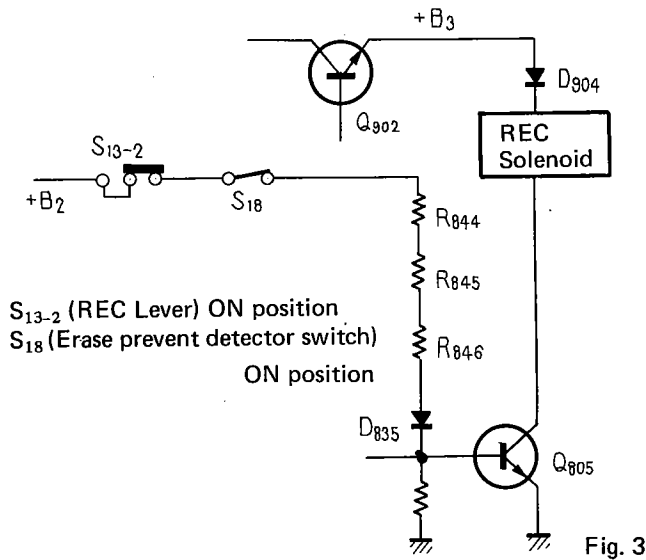 +B3
D904
Q902
REC
Solenoid
S13-2
+B2
S18
R844
S13-2 (REC Lever) ON position
R845
S18 (Erase prevent detector switch)
ON position
R846
D835
Q805
Fig. 3